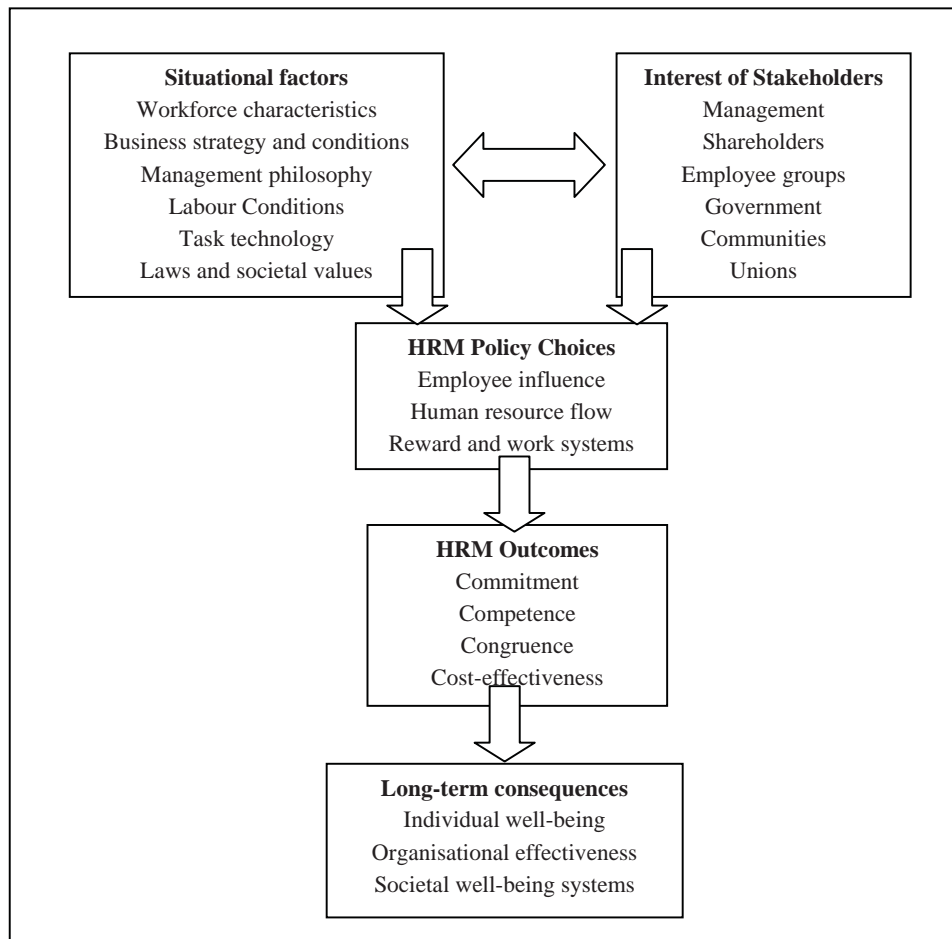 Situational factors
Workforce characteristics
Business strategy and conditions
Management philosophy
Labour Conditions
Task technology
Laws and societal values
Interest of Stakeholders
Management
Shareholders
Employee groups
Government
Communities
Unions
HRM Policy Choices
Employee influence
Human resource flow
Reward and work systems
HRM Outcomes
Commitment
Competence
Congruence
Cost-effectiveness
Long-term consequences
Individual well-being
Organisational effectiveness
Societal well-being systems